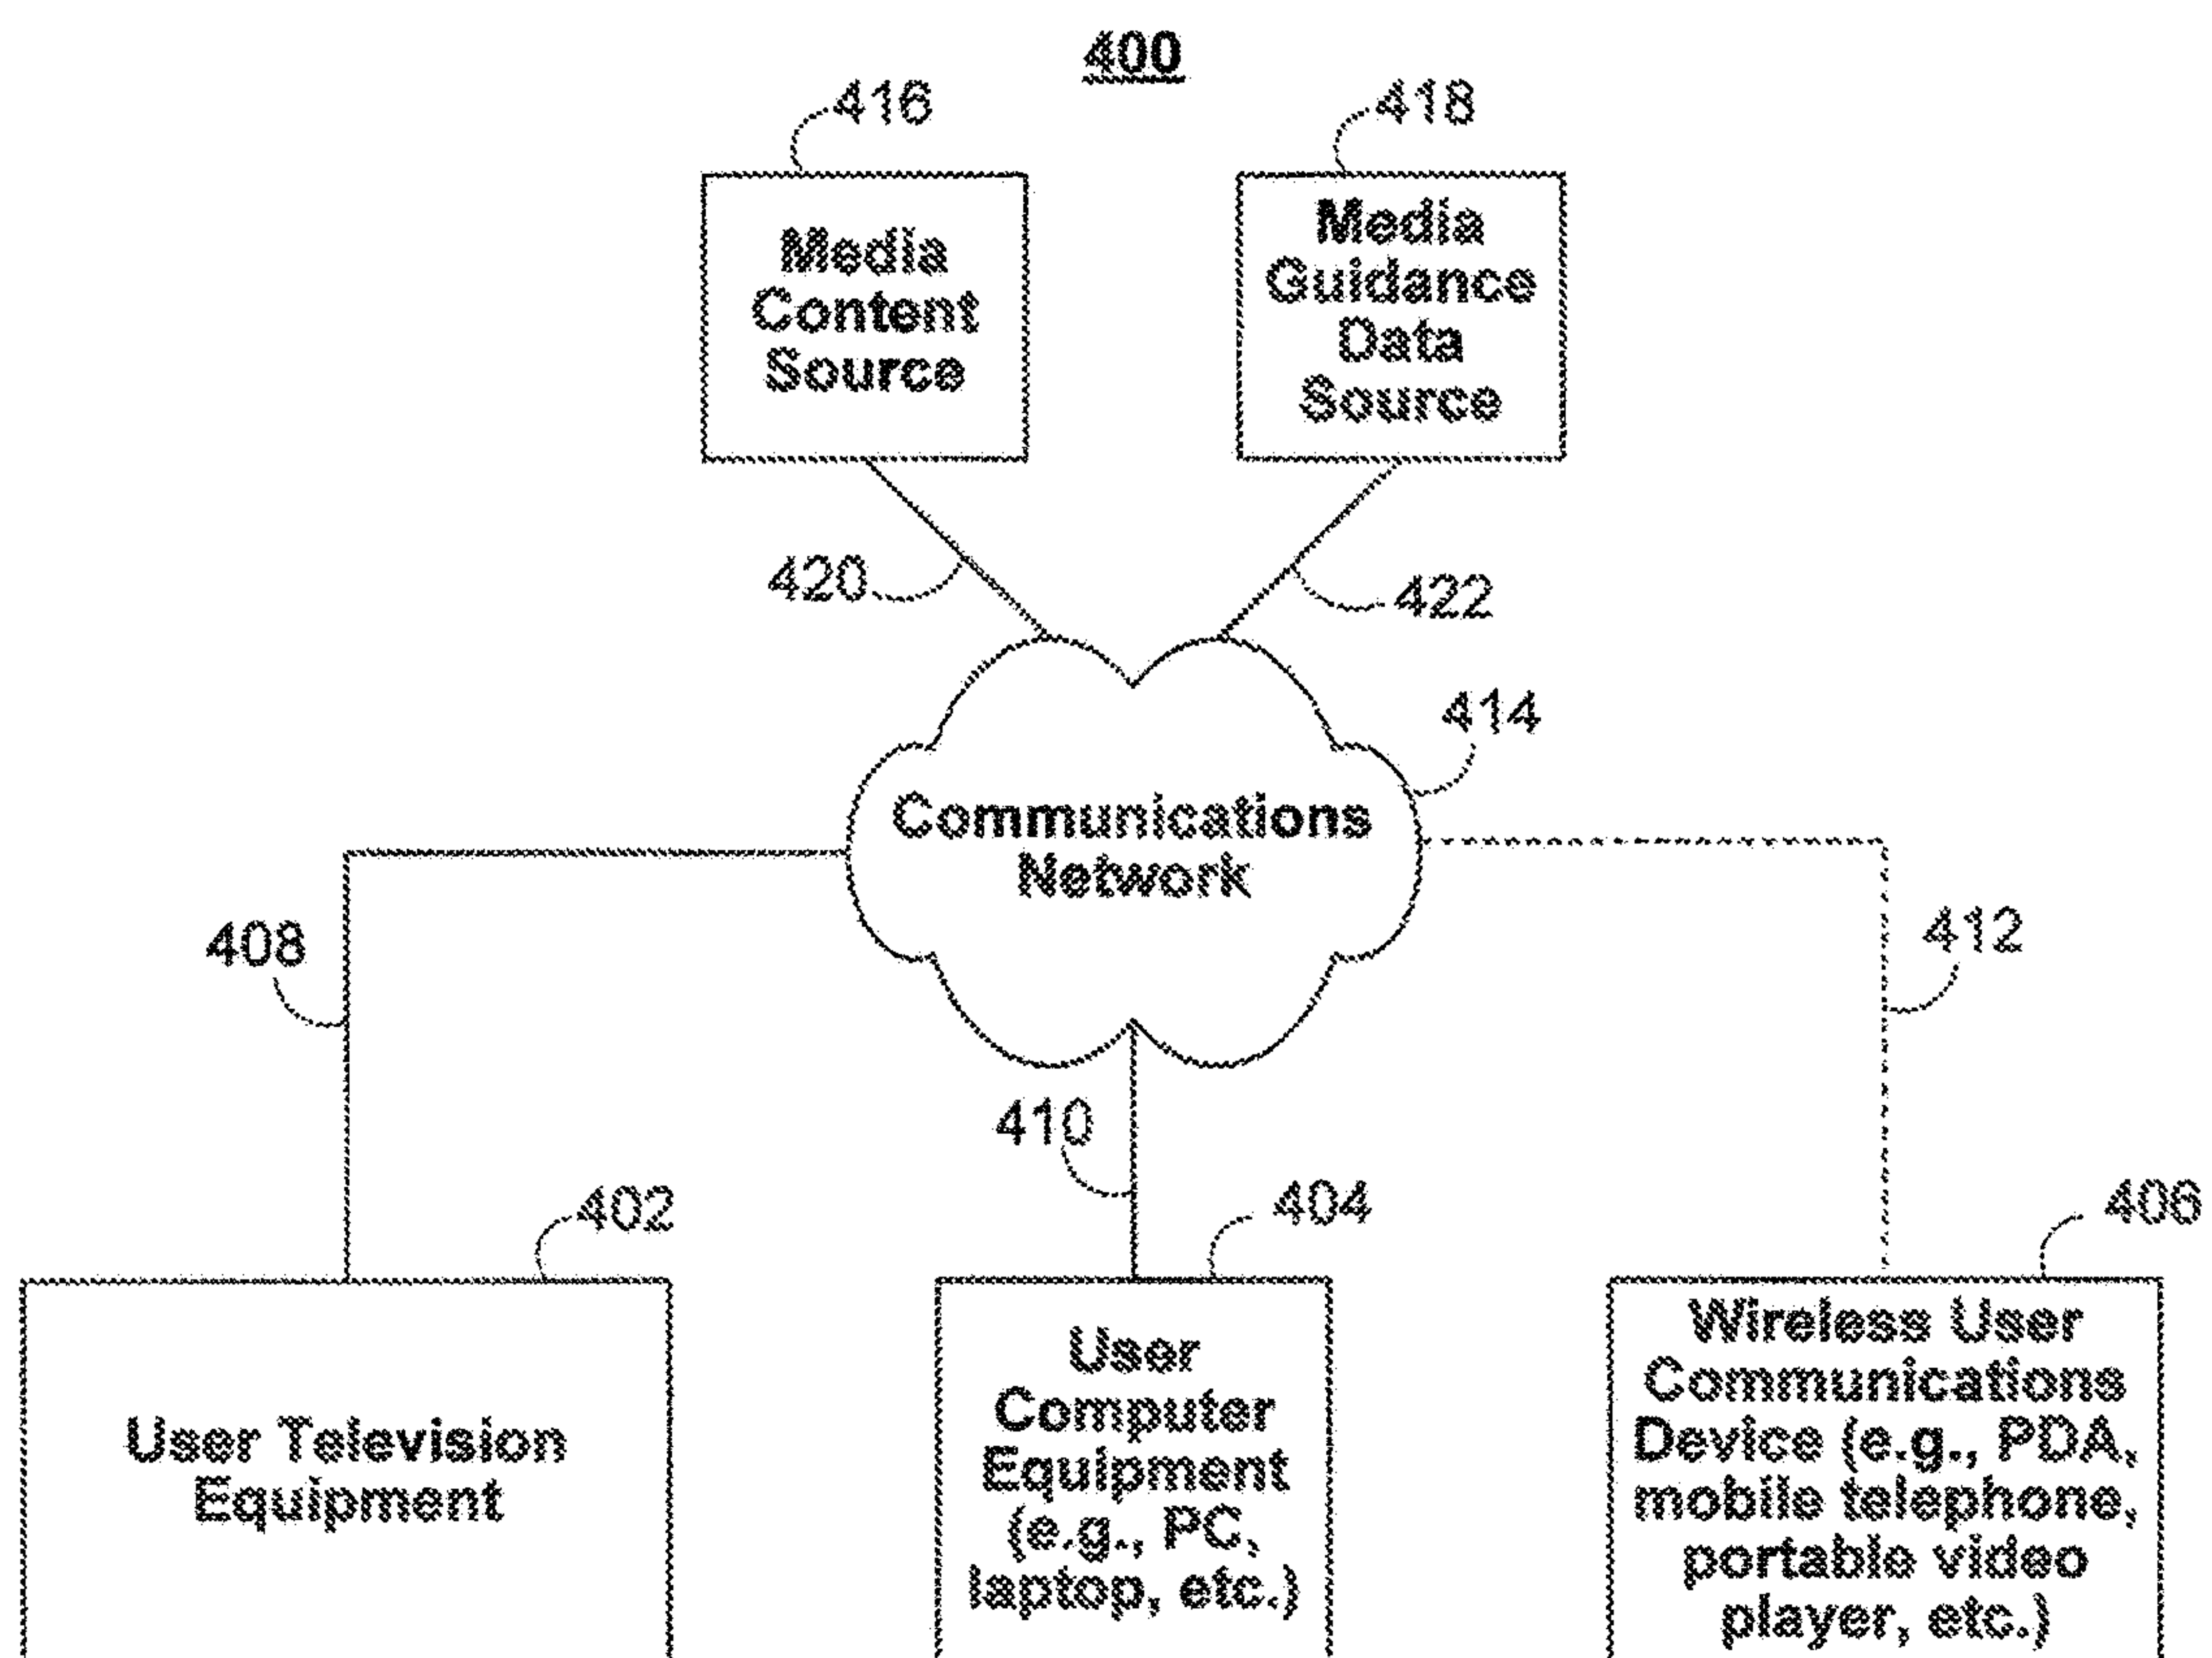 400
416
418
Media
Content
Source
Media
Guidance
Data
Source
420
422
414
Communications
Network
408
412
410
402
404
406
User Television
Equipment
User
Computer
Equipment
(e.g., PC,
laptop, etc.)
Wireless User
Communications
Device (e.g., PDA,
mobile telephone,
portable video
player, etc.)